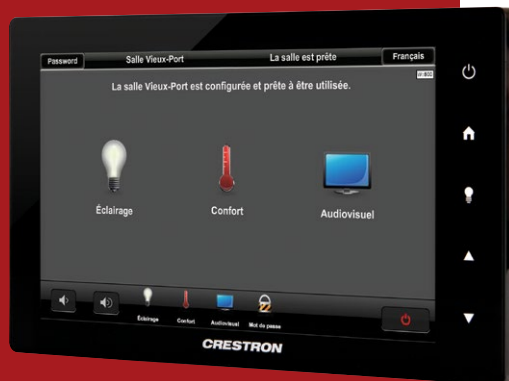 Password Salle Vieux-Port La salle est prête Français
La salle Vieux-Port est configurée et prête à être utilisée.
Éclairage Confort Audiovisuel
Éclairage Confort Audiovisuel Mot de passe
CRESTRON